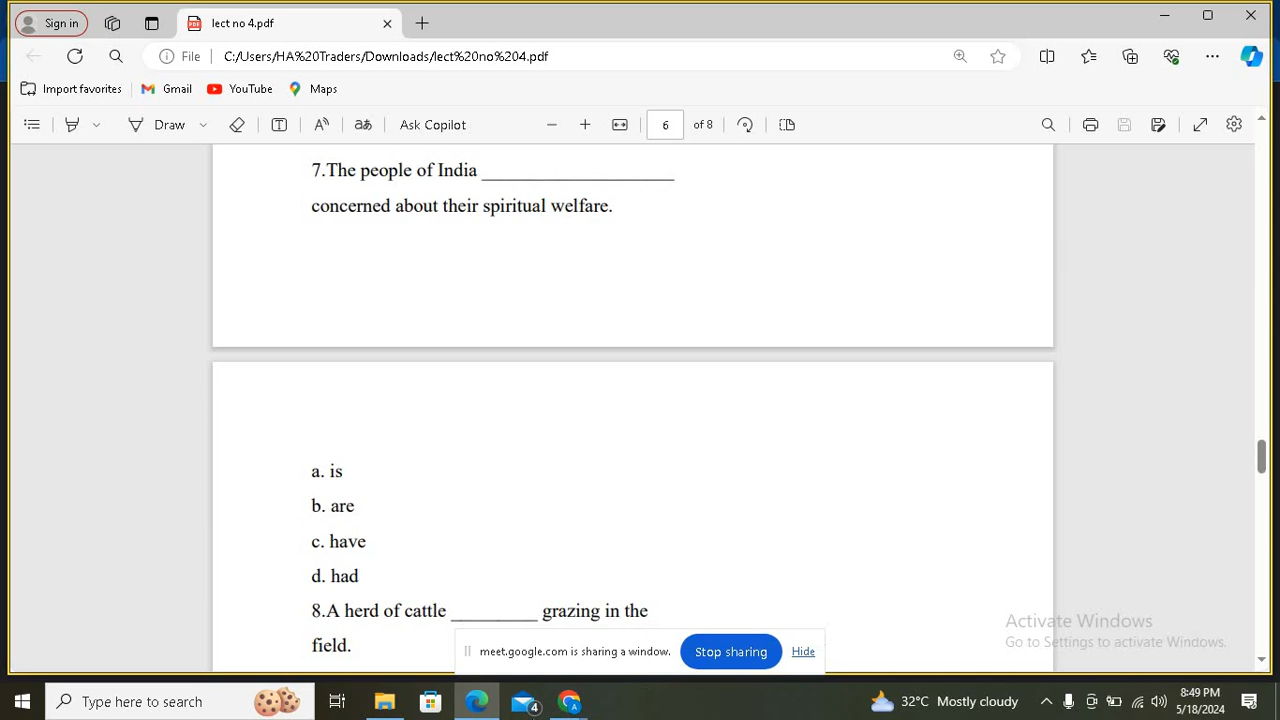 Sign in
lect no 4.pdf
File
C:/Users/HA%20Traders/Downloads/lect%20no%204.pdf
Import favorites
Gmail
YouTube
Maps
Draw
Ask Copilot
6
of 8
7.The people of India ____________________
concerned about their spiritual welfare.
a. is
b. are
c. have
d. had
8.A herd of cattle _________ grazing in the
field.
Activate Windows
Go to Settings to activate Windows.
meet.google.com is sharing a window.
Stop sharing
Hide
Type here to search
4
A
32°C Mostly cloudy
8:49 PM
5/18/2024